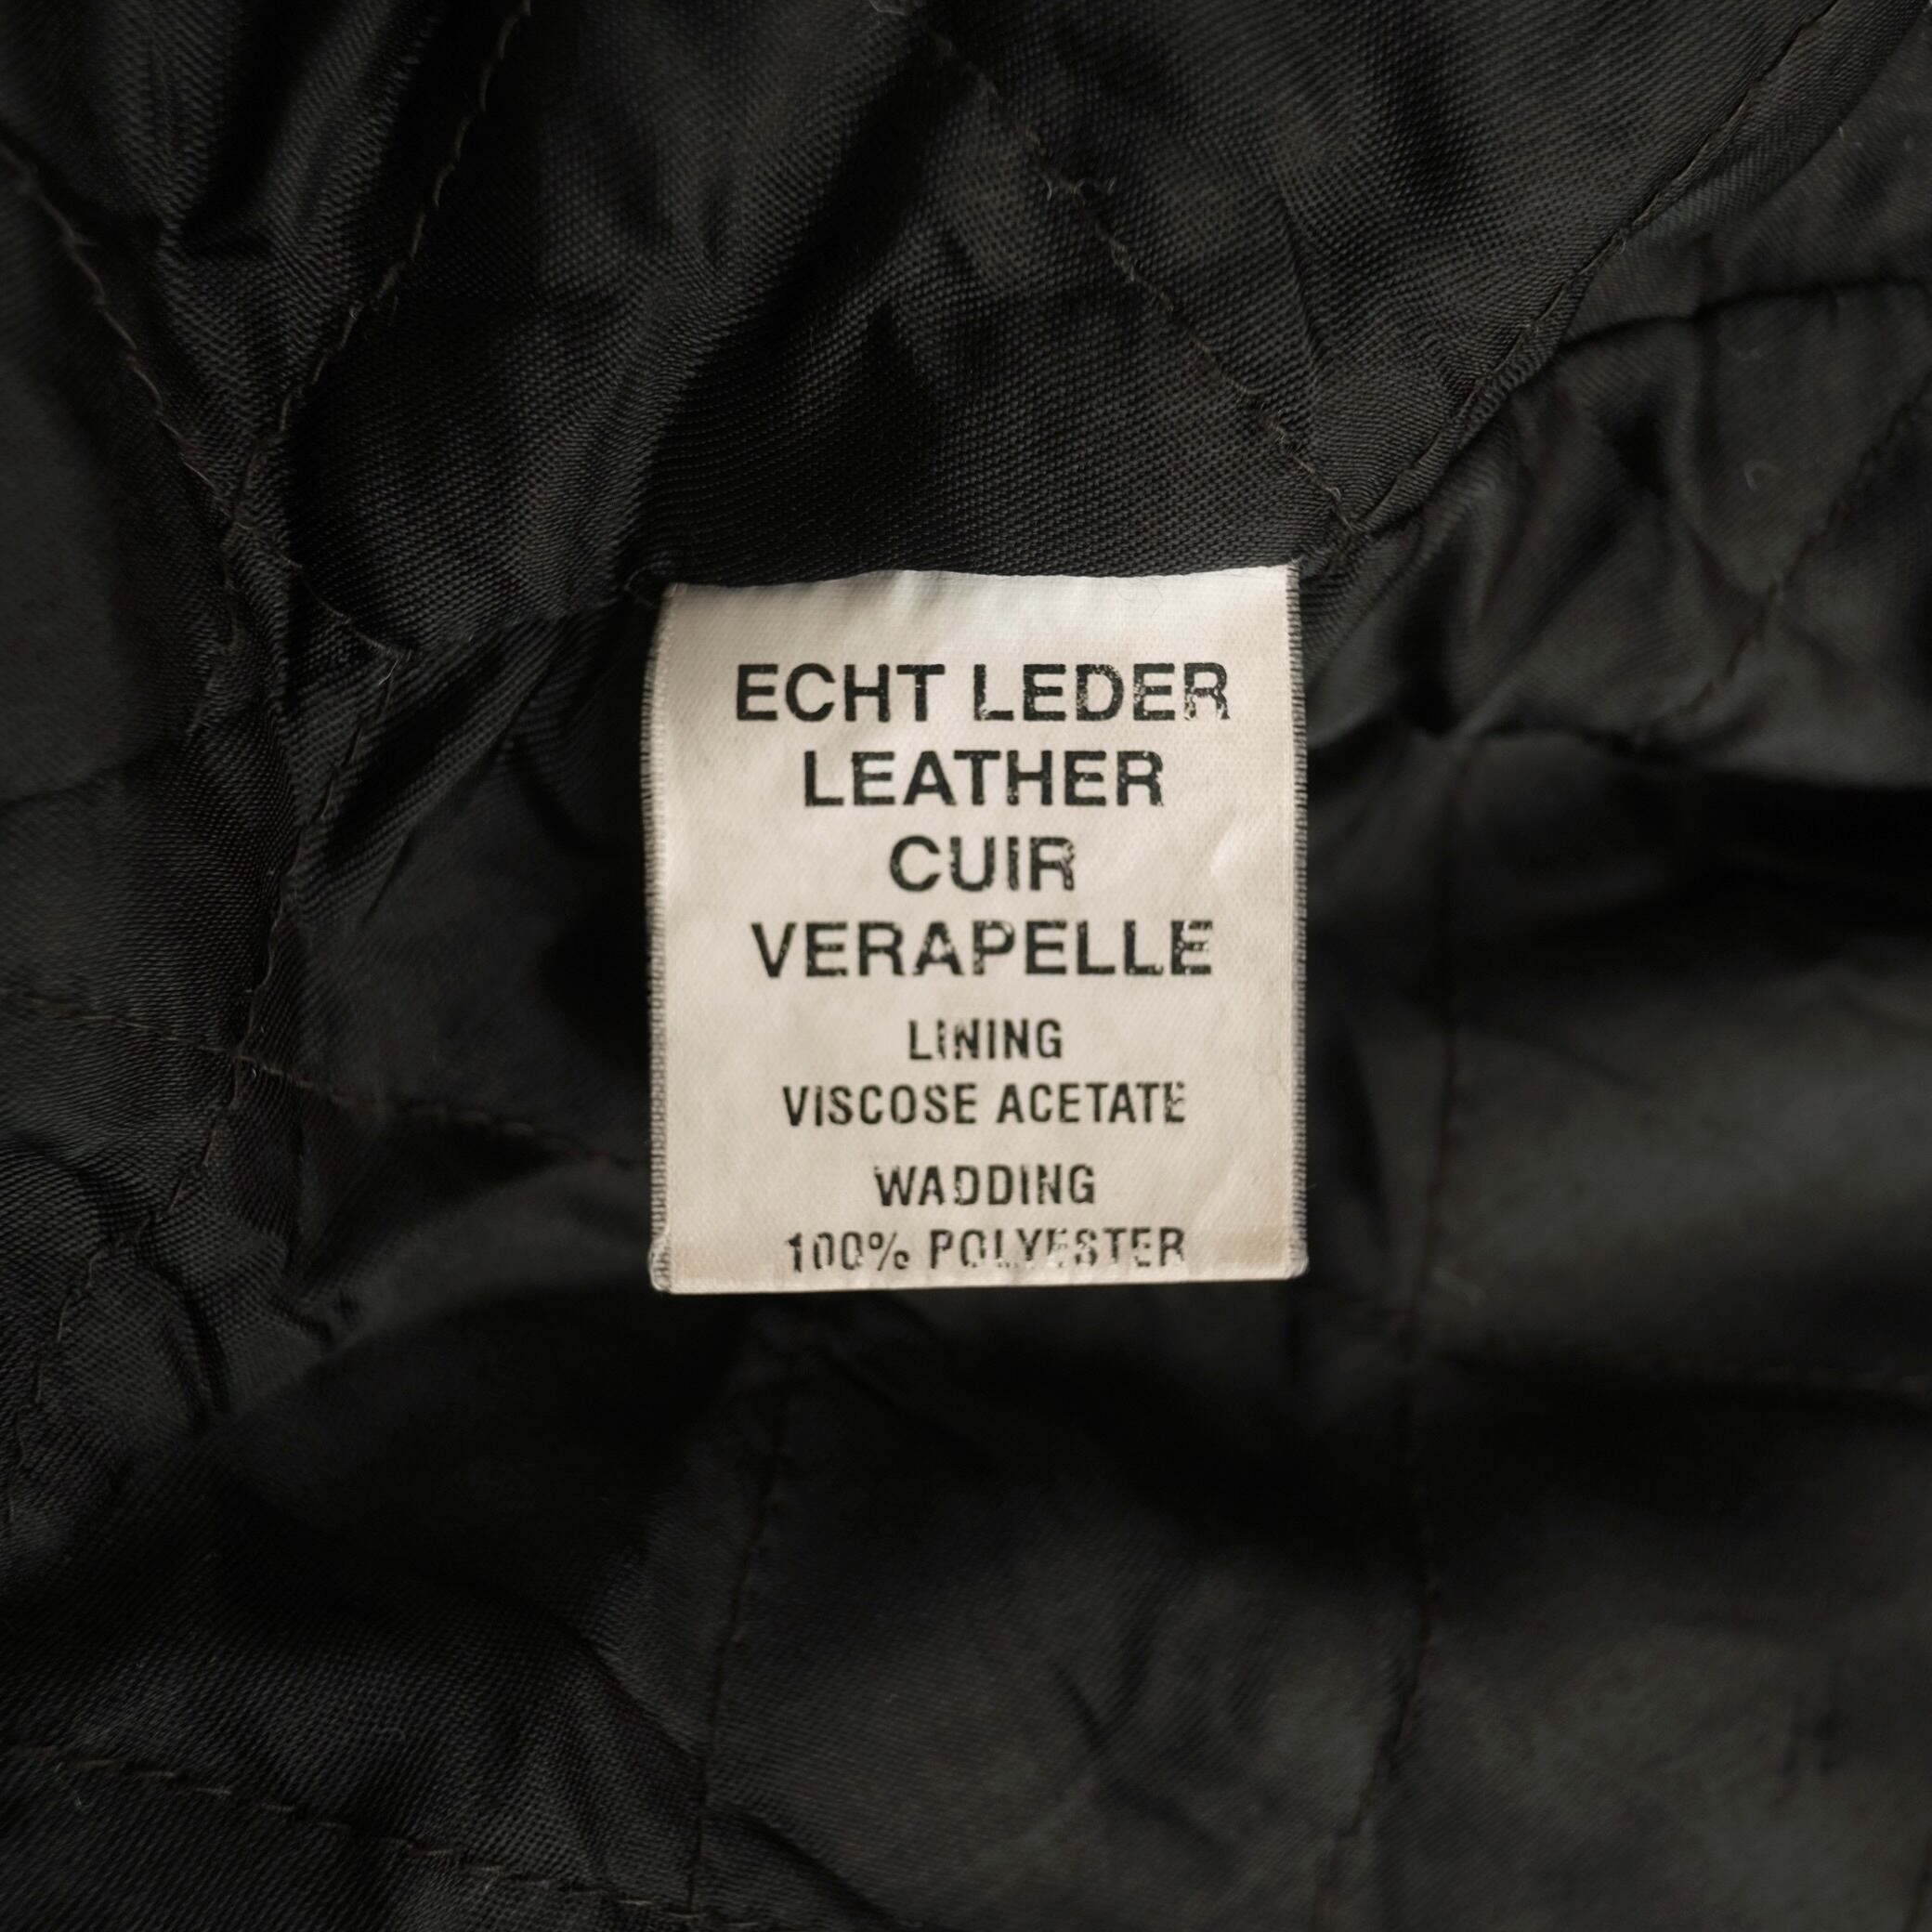 ECHT LEDER
LEATHER
CUIR
VERAPELLE
LINING
VISCOSE ACETATE
WADDING
100% POLYESTER